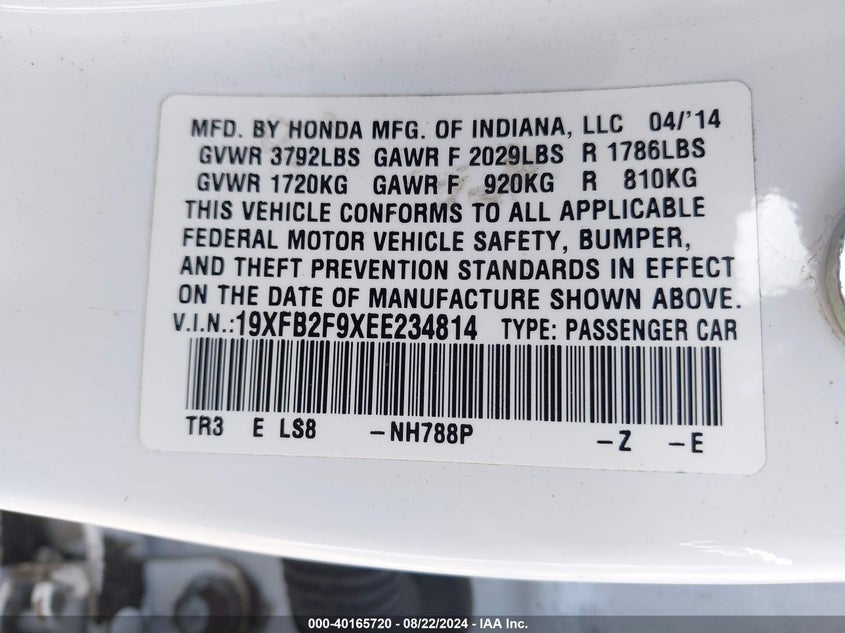 MFD. BY HONDA MFG. OF INDIANA, LLC 04/'14
GVWR 3792LBS GAWR F 2029LBS R 1786LBS
GVWR 1720KG GAWR F 920KG R 810KG
THIS VEHICLE CONFORMS TO ALL APPLICABLE
FEDERAL MOTOR VEHICLE SAFETY, BUMPER,
AND THEFT PREVENTION STANDARDS IN EFFECT
ON THE DATE OF MANUFACTURE SHOWN ABOVE.
V.I.N.:19XFB2F9XEE234814 TYPE: PASSENGER CAR
TR3 E LS8 -NH788P -Z -E
000-40165720 - 08/22/2024 - IAA Inc.